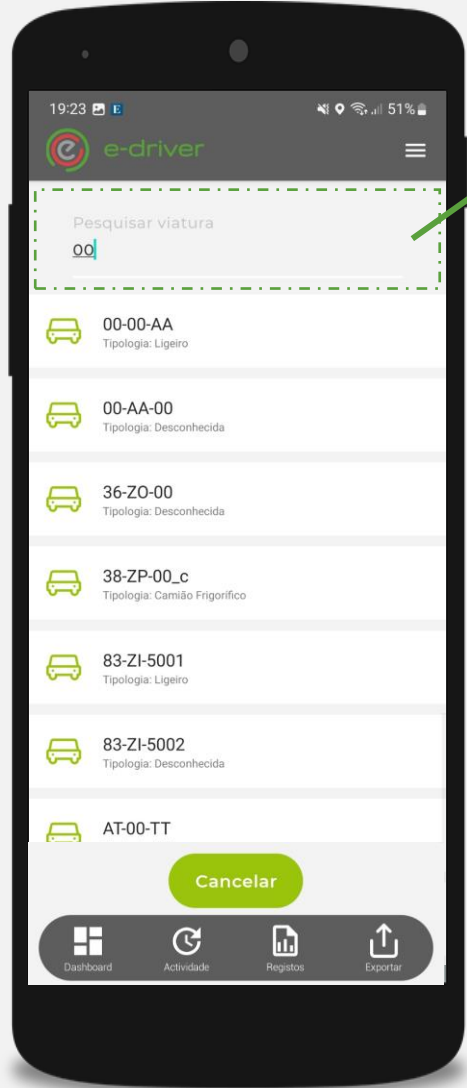 19:23 E 51%
e-driver
Pesquisar viatura
00
00-00-AA
Tipologia: Ligeiro
00-AA-00
Tipologia: Desconhecida
36-ZO-00
Tipologia: Desconhecida
38-ZP-00_c
Tipologia: Camião Frigorifico
83-ZI-5001
Tipologia: Ligeiro
83-ZI-5002
Tipologia: Desconhecida
AT-00-TT
Cancelar
Dashboard Actividade Registos Exportar